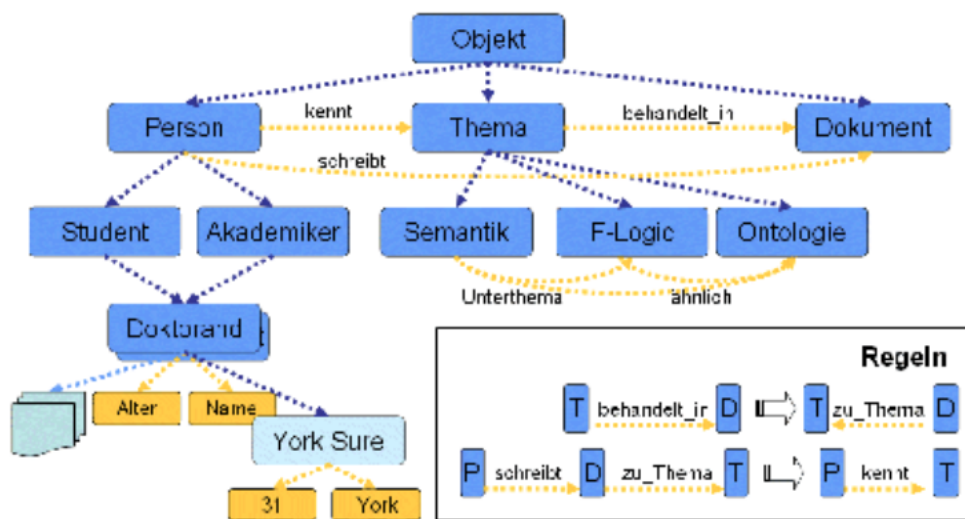 Objekt
Person kennt Thema behandelt_in Dokument
schreibt
Student Akademiker Semantik F-Logic Ontologie
Unterthema ähnlich
Doktorand
Regeln
Alter Name
T behandelt_in D T zu_Thema D
York Sure
P schreibt D zu_Thema T P kennt T
31 York